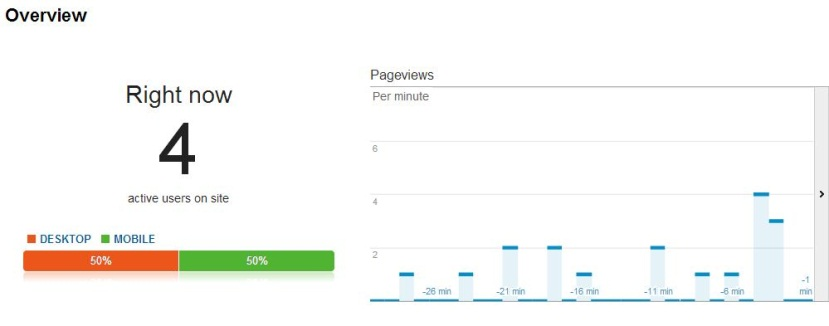 Overview
Right now
4
active users on site
DESKTOP MOBILE
50% 50%
Pageviews
Per minute
6
4
2
-26 min -21 min -16 min -11 min -6 min -1
min